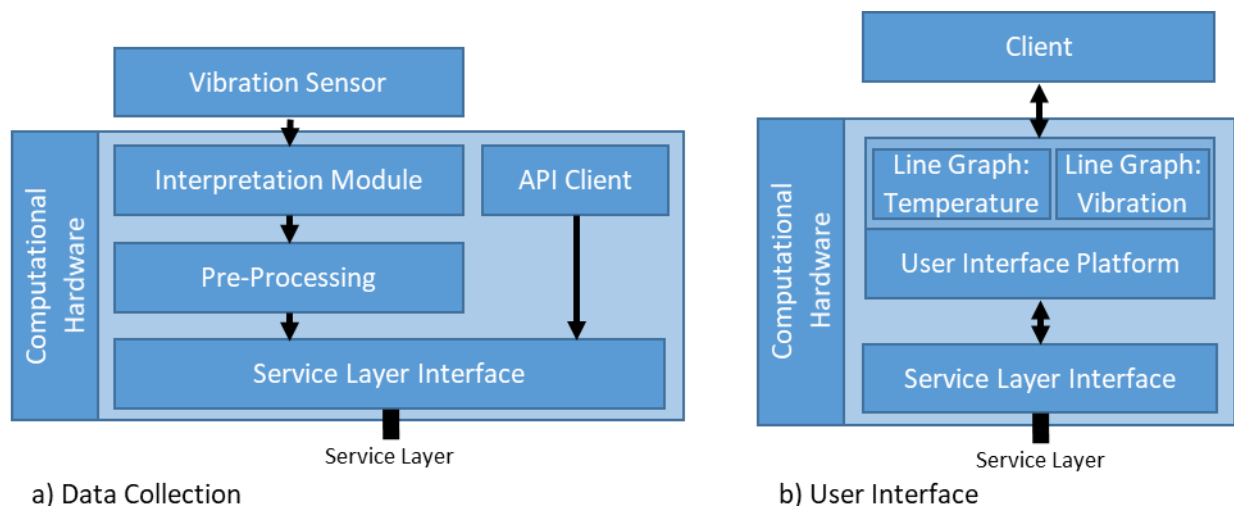 Vibration Sensor
Computational
Hardware
Interpretation Module
API Client
Pre-Processing
Service Layer Interface
Service Layer
a) Data Collection
Client
Computational
Hardware
Line Graph:
Temperature
Line Graph:
Vibration
User Interface Platform
Service Layer Interface
Service Layer
b) User Interface